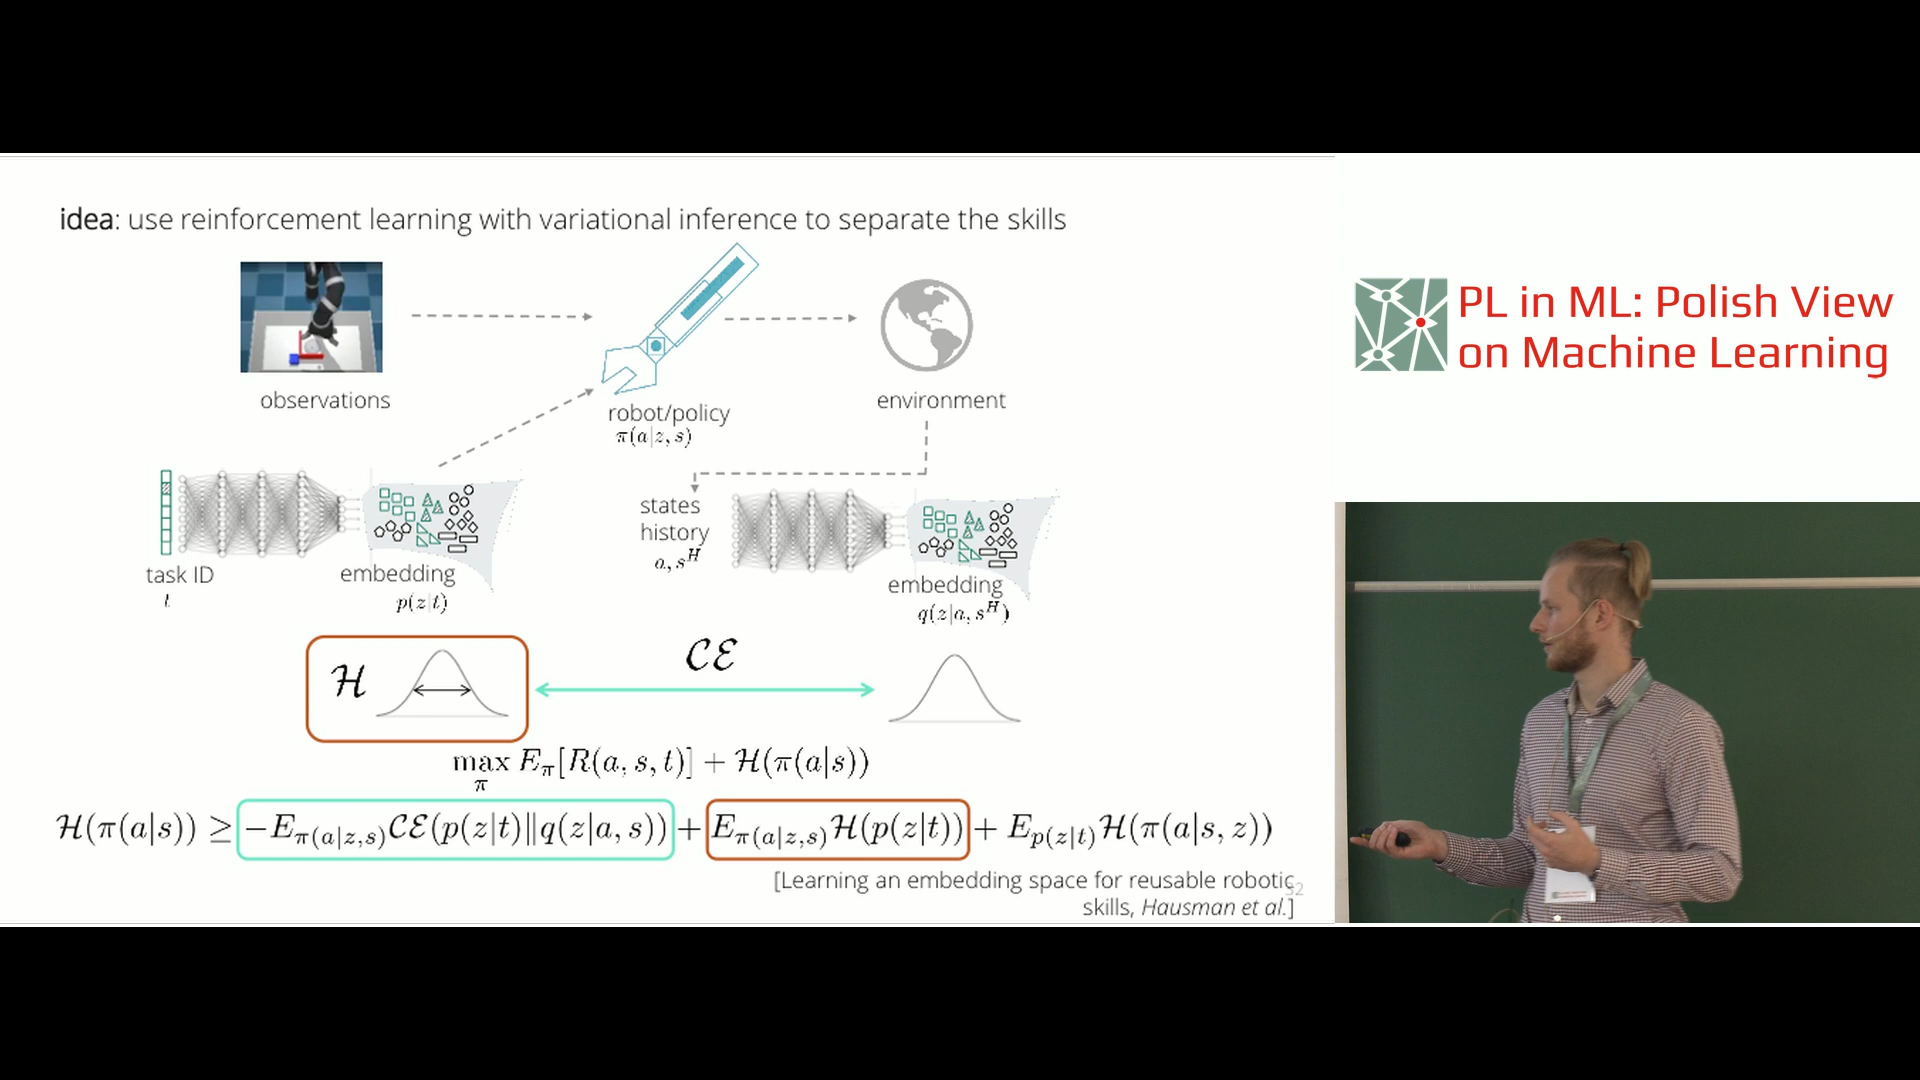 idea: use reinforcement learning with variational inference to separate the skills
observations
robot/policy
π(a|z, s)
environment
task ID
t
embedding
p(z|t)
states
history
a, s^H
embedding
q(z|a, s^H)
H
CE
max_π E_π[R(a, s, t)] + H(π(a|s))
H(π(a|s)) ≥ −E_π(a|z,s) CE(p(z|t)‖q(z|a, s)) + E_π(a|z,s) H(p(z|t)) + E_p(z|t) H(π(a|s, z))
[Learning an embedding space for reusable robotic
skills, Hausman et al.]
32
PL in ML: Polish View
on Machine Learning